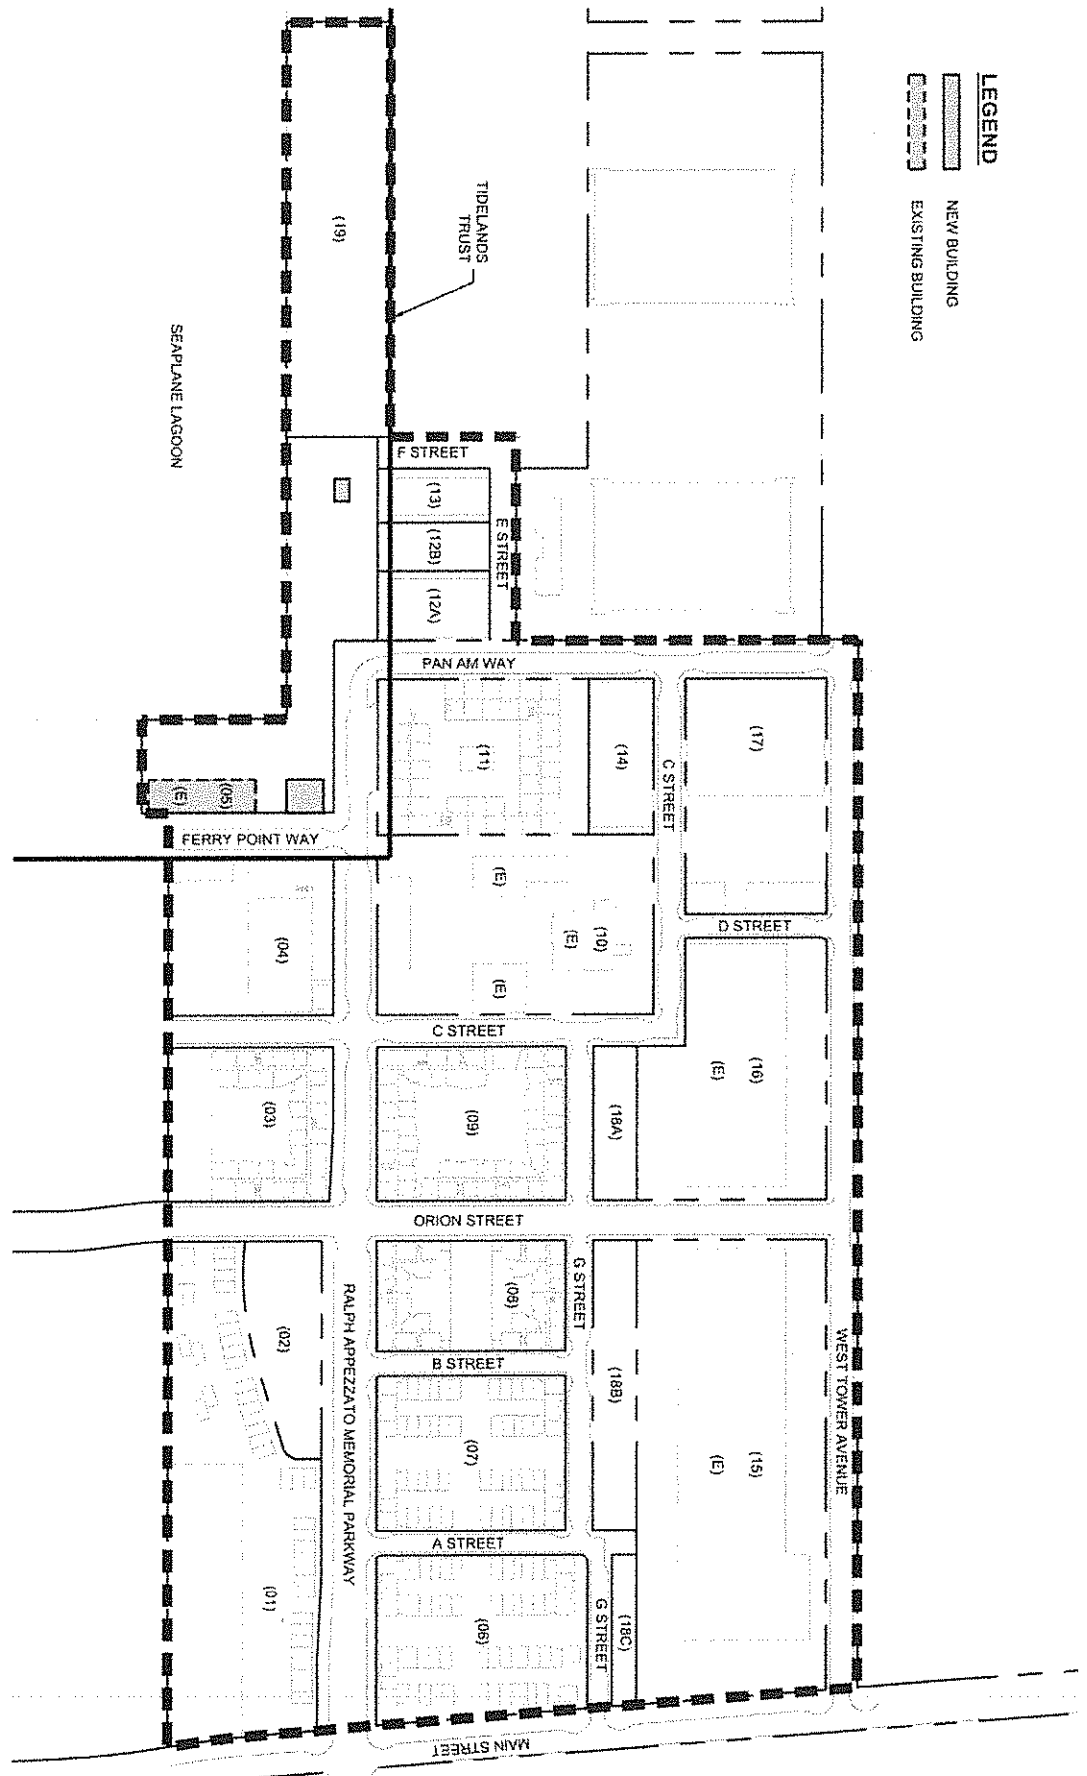 LEGEND
NEW BUILDING
EXISTING BUILDING
TIDELANDS
TRUST
(19)
SEAPLANE LAGOON
F STREET
(13)
(12B)
(12A)
E STREET
PAN AM WAY
(11)
(14)
C STREET
(17)
(05)
(E)
FERRY POINT WAY
(E)
(10)
(E)
(E)
D STREET
(04)
C STREET
(03)
(09)
(18A)
(16)
(E)
ORION STREET
(02)
RALPH APPEZZATO MEMORIAL PARKWAY
(08)
G STREET
B STREET
(18B)
(07)
(15)
(E)
WEST TOWER AVENUE
A STREET
(01)
(06)
G STREET
(18C)
MAIN STREET